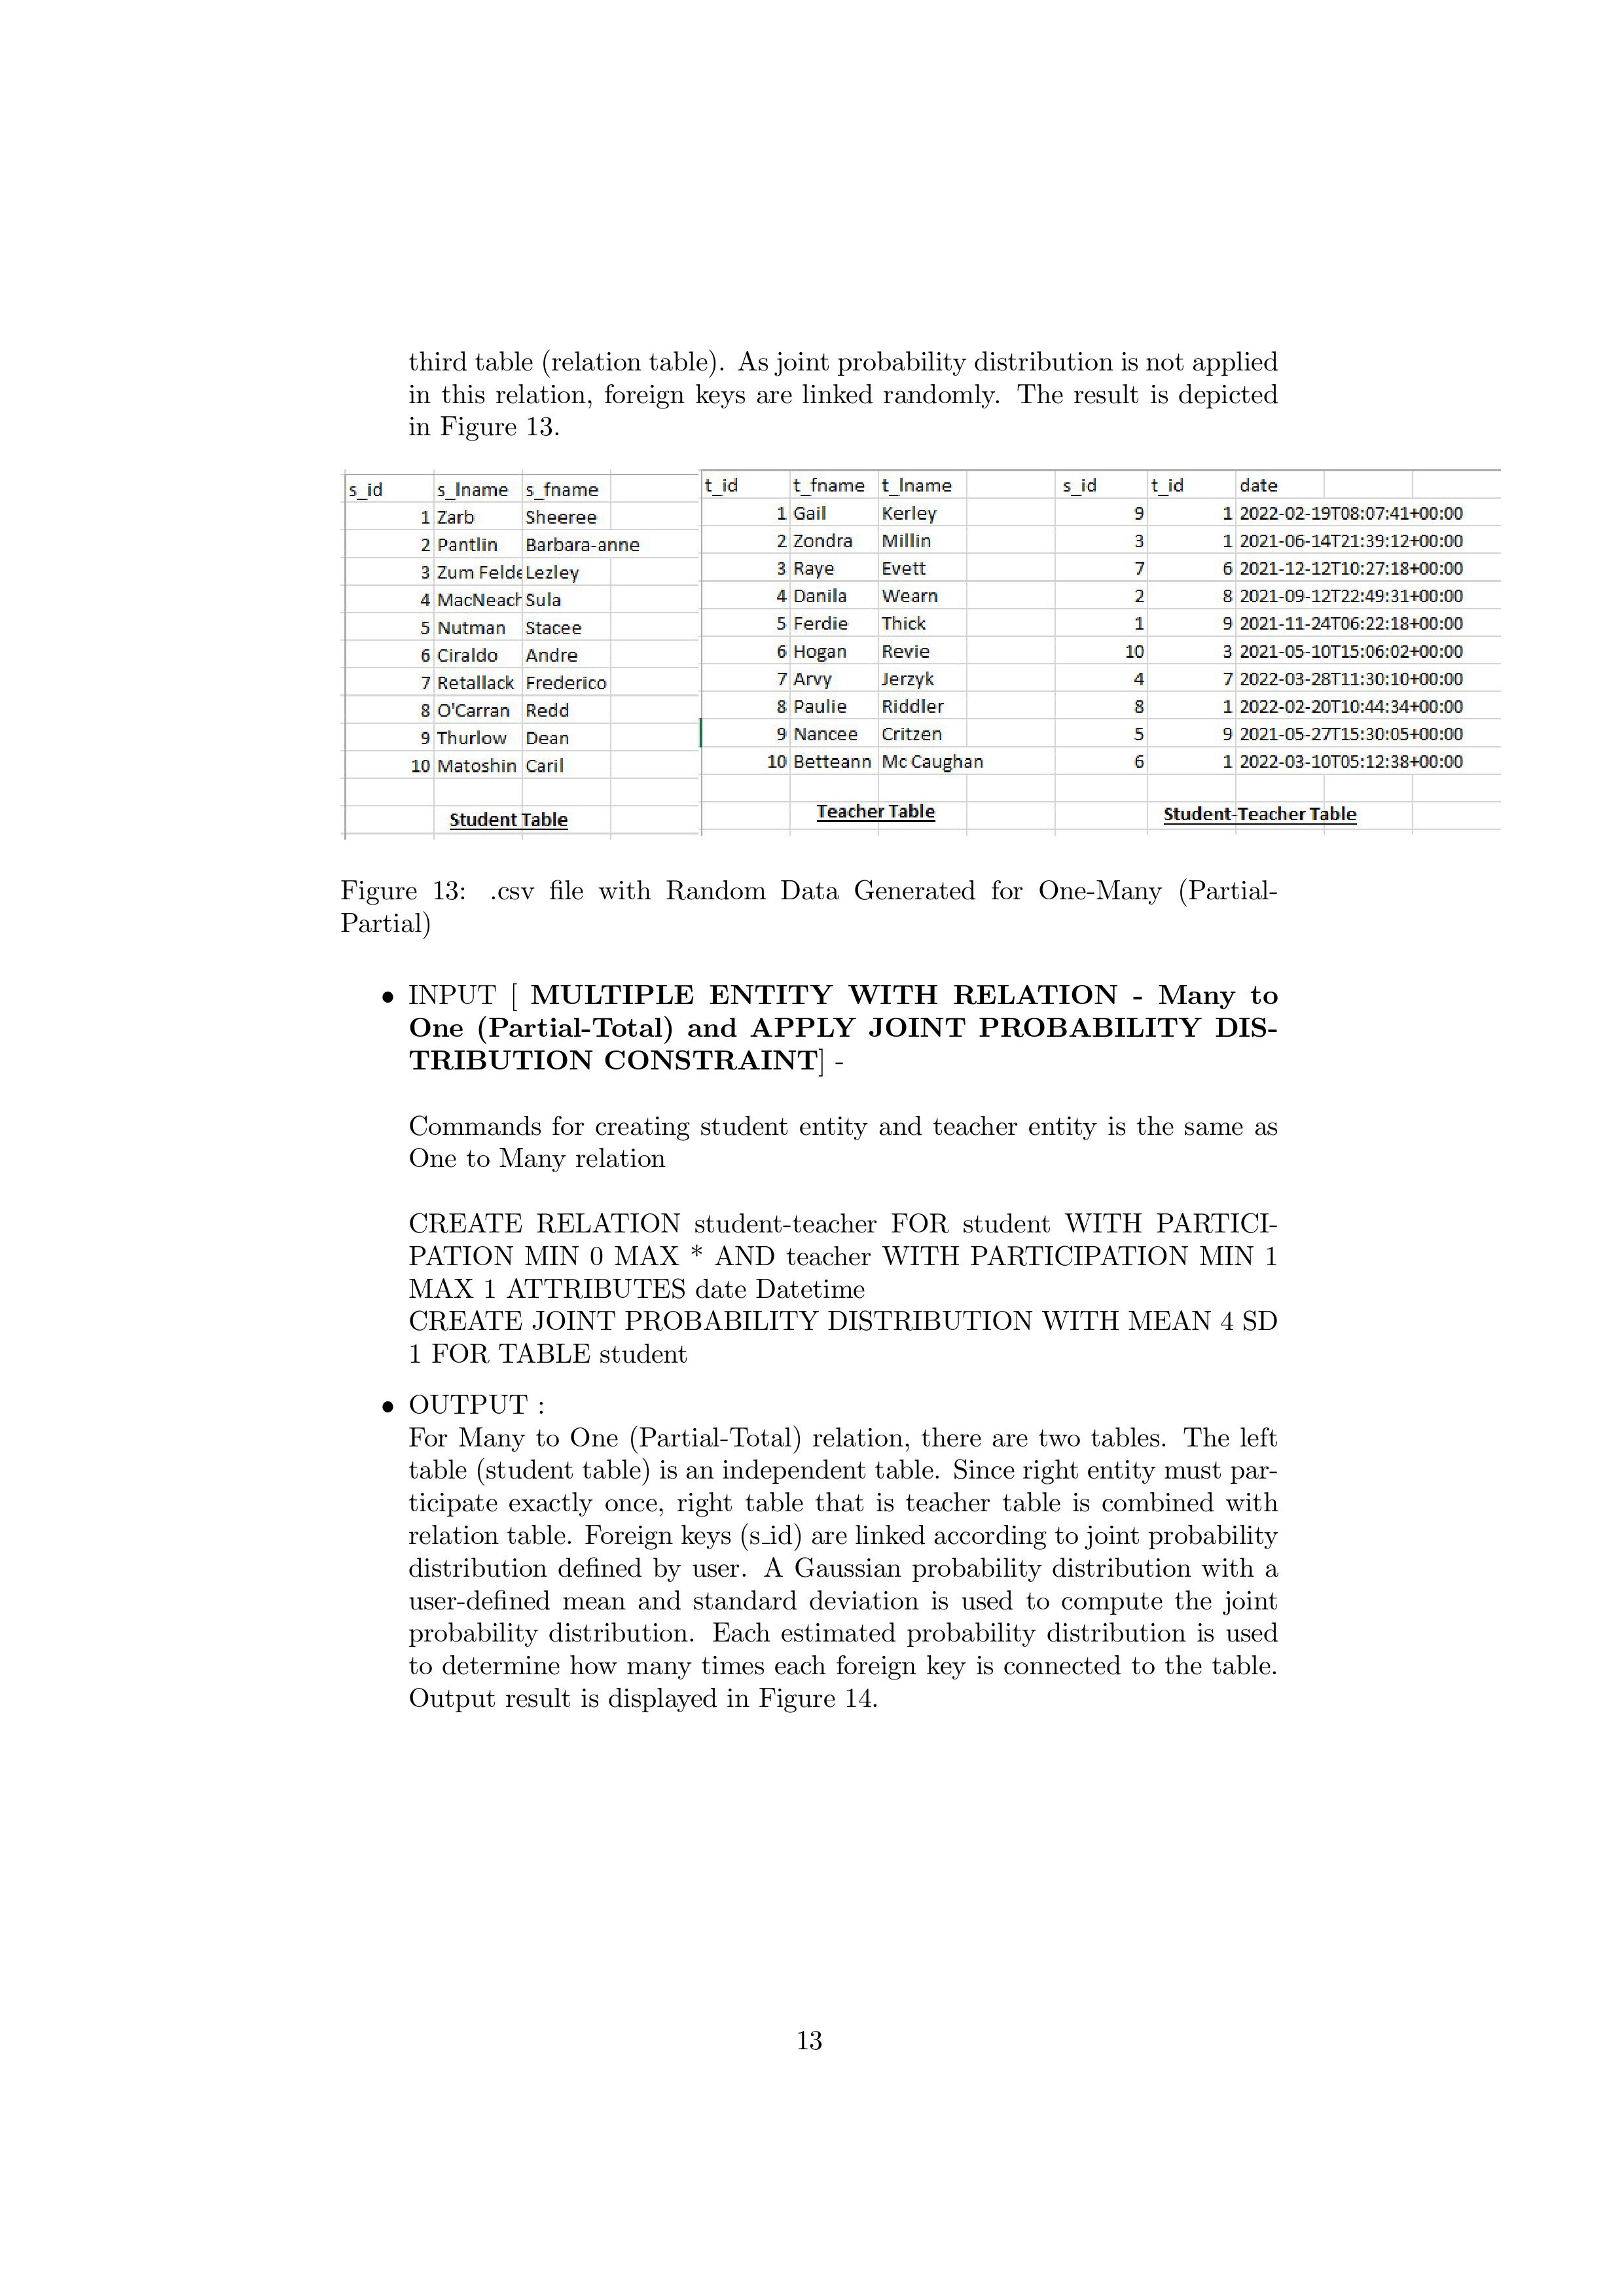 third table (relation table). As joint probability distribution is not applied
in this relation, foreign keys are linked randomly. The result is depicted
in Figure 13.
s_id s_lname s_fname
1 Zarb Sheeree
2 Pantlin Barbara-anne
3 Zum Felde Lezley
4 MacNeach Sula
5 Nutman Stacee
6 Ciraldo Andre
7 Retallack Frederico
8 O'Carran Redd
9 Thurlow Dean
10 Matoshin Caril
Student Table
t_id t_fname t_lname
1 Gail Kerley
2 Zondra Millin
3 Raye Evett
4 Danila Wearn
5 Ferdie Thick
6 Hogan Revie
7 Arvy Jerzyk
8 Paulie Riddler
9 Nancee Critzen
10 Betteann Mc Caughan
Teacher Table
s_id t_id date
9 1 2022-02-19T08:07:41+00:00
3 1 2021-06-14T21:39:12+00:00
7 6 2021-12-12T10:27:18+00:00
2 8 2021-09-12T22:49:31+00:00
1 9 2021-11-24T06:22:18+00:00
10 3 2021-05-10T15:06:02+00:00
4 7 2022-03-28T11:30:10+00:00
8 1 2022-02-20T10:44:34+00:00
5 9 2021-05-27T15:30:05+00:00
6 1 2022-03-10T05:12:38+00:00
Student-Teacher Table
Figure 13: .csv file with Random Data Generated for One-Many (Partial-
Partial)
• INPUT [ MULTIPLE ENTITY WITH RELATION - Many to
One (Partial-Total) and APPLY JOINT PROBABILITY DIS-
TRIBUTION CONSTRAINT] -
Commands for creating student entity and teacher entity is the same as
One to Many relation
CREATE RELATION student-teacher FOR student WITH PARTICI-
PATION MIN 0 MAX * AND teacher WITH PARTICIPATION MIN 1
MAX 1 ATTRIBUTES date Datetime
CREATE JOINT PROBABILITY DISTRIBUTION WITH MEAN 4 SD
1 FOR TABLE student
• OUTPUT :
For Many to One (Partial-Total) relation, there are two tables. The left
table (student table) is an independent table. Since right entity must par-
ticipate exactly once, right table that is teacher table is combined with
relation table. Foreign keys (s_id) are linked according to joint probability
distribution defined by user. A Gaussian probability distribution with a
user-defined mean and standard deviation is used to compute the joint
probability distribution. Each estimated probability distribution is used
to determine how many times each foreign key is connected to the table.
Output result is displayed in Figure 14.
13